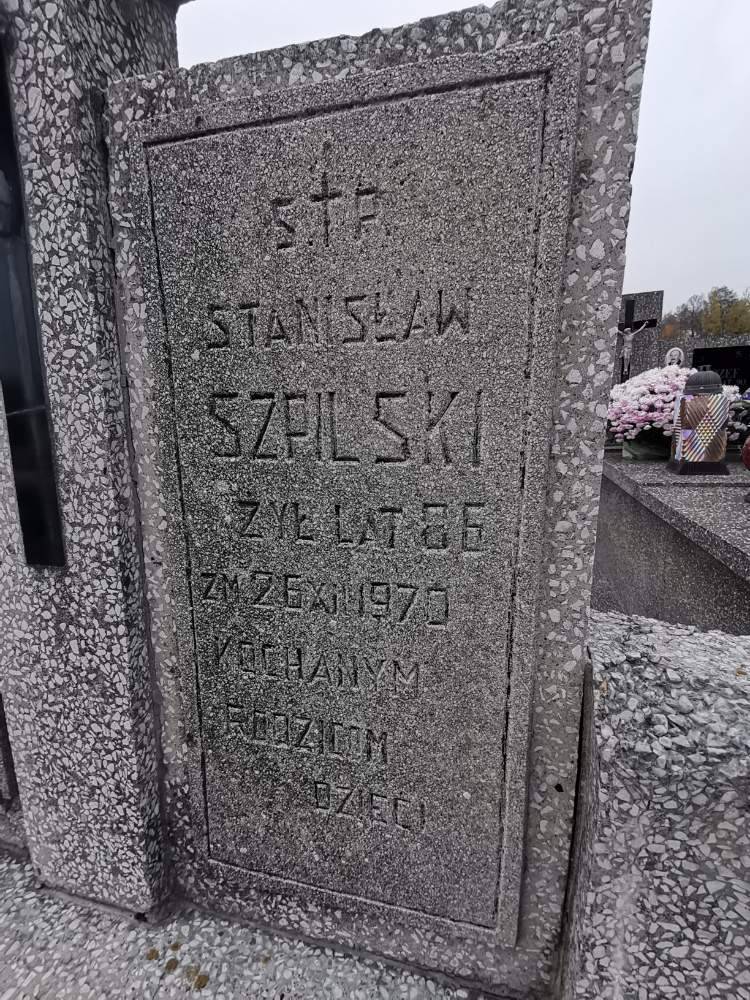 Ś.†P.
STANISŁAW
SZPILSKI
ŻYŁ LAT 86
ZM 26 XII 1970
KOCHANYM
RODZICOM
DZIECI